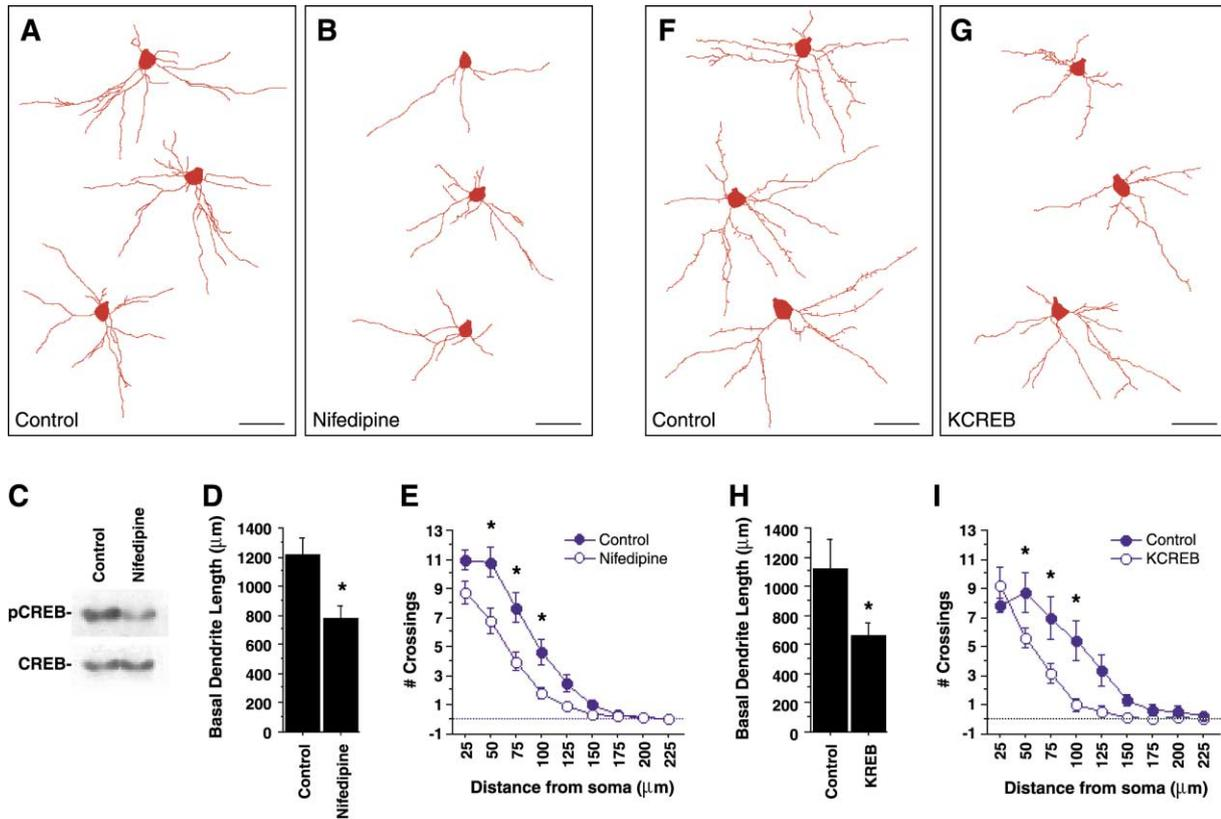 A
Control
B
Nifedipine
F
Control
G
KCREB
C
Control
Nifedipine
pCREB-
CREB-
D
Basal Dendrite Length (μm)
1400
1200
1000
800
600
400
200
0
*
Control
Nifedipine
E
# Crossings
13
11
9
7
5
3
1
-1
* * *
Control
Nifedipine
25 50 75 100 125 150 175 200 225
Distance from soma (μm)
H
Basal Dendrite Length (μm)
1400
1200
1000
800
600
400
200
0
*
Control
KREB
I
# Crossings
13
11
9
7
5
3
1
-1
* * *
Control
KCREB
25 50 75 100 125 150 175 200 225
Distance from soma (μm)